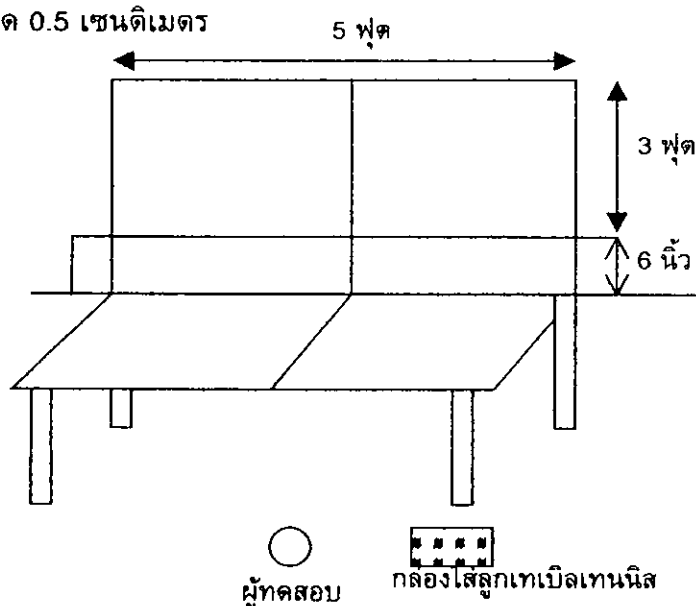 ด 0.5 เซนติเมตร
5 ฟุต
3 ฟุต
6 นิ้ว
ผู้ทดสอบ
กล่องใส่ลูกเทเบิลเทนนิส